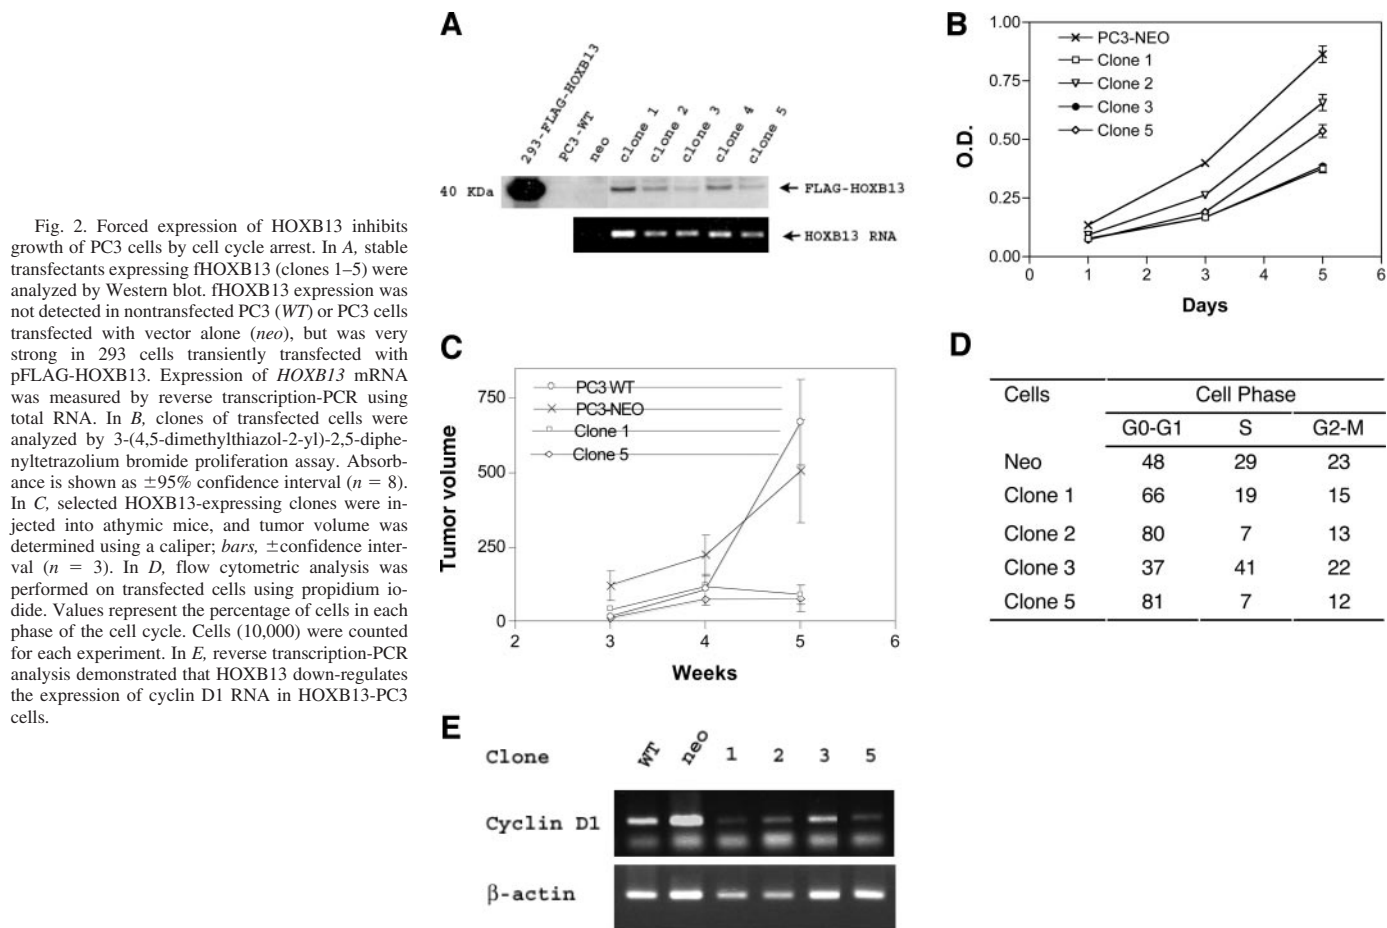 Fig. 2. Forced expression of HOXB13 inhibits
growth of PC3 cells by cell cycle arrest. In A, stable
transfectants expressing fHOXB13 (clones 1–5) were
analyzed by Western blot. fHOXB13 expression was
not detected in nontransfected PC3 (WT) or PC3 cells
transfected with vector alone (neo), but was very
strong in 293 cells transiently transfected with
pFLAG-HOXB13. Expression of HOXB13 mRNA
was measured by reverse transcription-PCR using
total RNA. In B, clones of transfected cells were
analyzed by 3-(4,5-dimethylthiazol-2-yl)-2,5-diphe-
nyltetrazolium bromide proliferation assay. Absorb-
ance is shown as ±95% confidence interval (n = 8).
In C, selected HOXB13-expressing clones were in-
jected into athymic mice, and tumor volume was
determined using a caliper; bars, ±confidence inter-
val (n = 3). In D, flow cytometric analysis was
performed on transfected cells using propidium io-
dide. Values represent the percentage of cells in each
phase of the cell cycle. Cells (10,000) were counted
for each experiment. In E, reverse transcription-PCR
analysis demonstrated that HOXB13 down-regulates
the expression of cyclin D1 RNA in HOXB13-PC3
cells.
A
293-FLAG-HOXB13
PC3-WT
neo
clone 1
clone 2
clone 3
clone 4
clone 5
40 KDa
FLAG-HOXB13
HOXB13 RNA
B
PC3-NEO
Clone 1
Clone 2
Clone 3
Clone 5
O.D.
1.00
0.75
0.50
0.25
0.00
0 1 2 3 4 5 6
Days
C
PC3 WT
PC3-NEO
Clone 1
Clone 5
Tumor volume
750
500
250
0
2 3 4 5 6
Weeks
D
Cells Cell Phase
G0-G1 S G2-M
Neo 48 29 23
Clone 1 66 19 15
Clone 2 80 7 13
Clone 3 37 41 22
Clone 5 81 7 12
E
Clone WT neo 1 2 3 5
Cyclin D1
β-actin